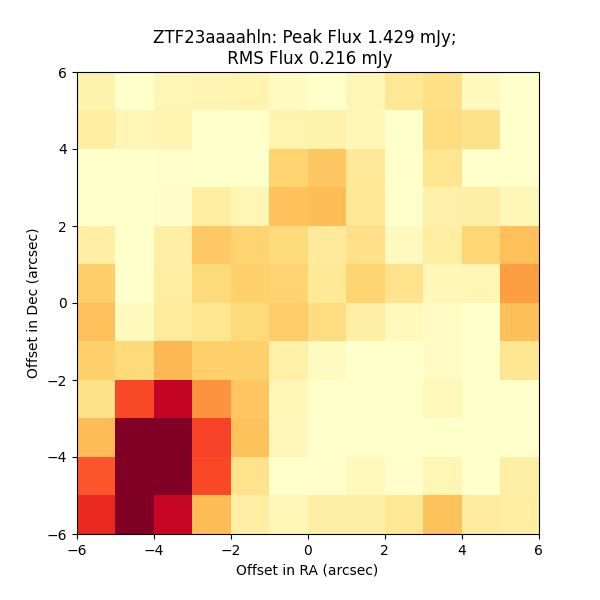 ZTF23aaaahln: Peak Flux 1.429 mJy;
RMS Flux 0.216 mJy
6
4
2
0
−2
−4
−6
Offset in Dec (arcsec)
−6 −4 −2 0 2 4 6
Offset in RA (arcsec)